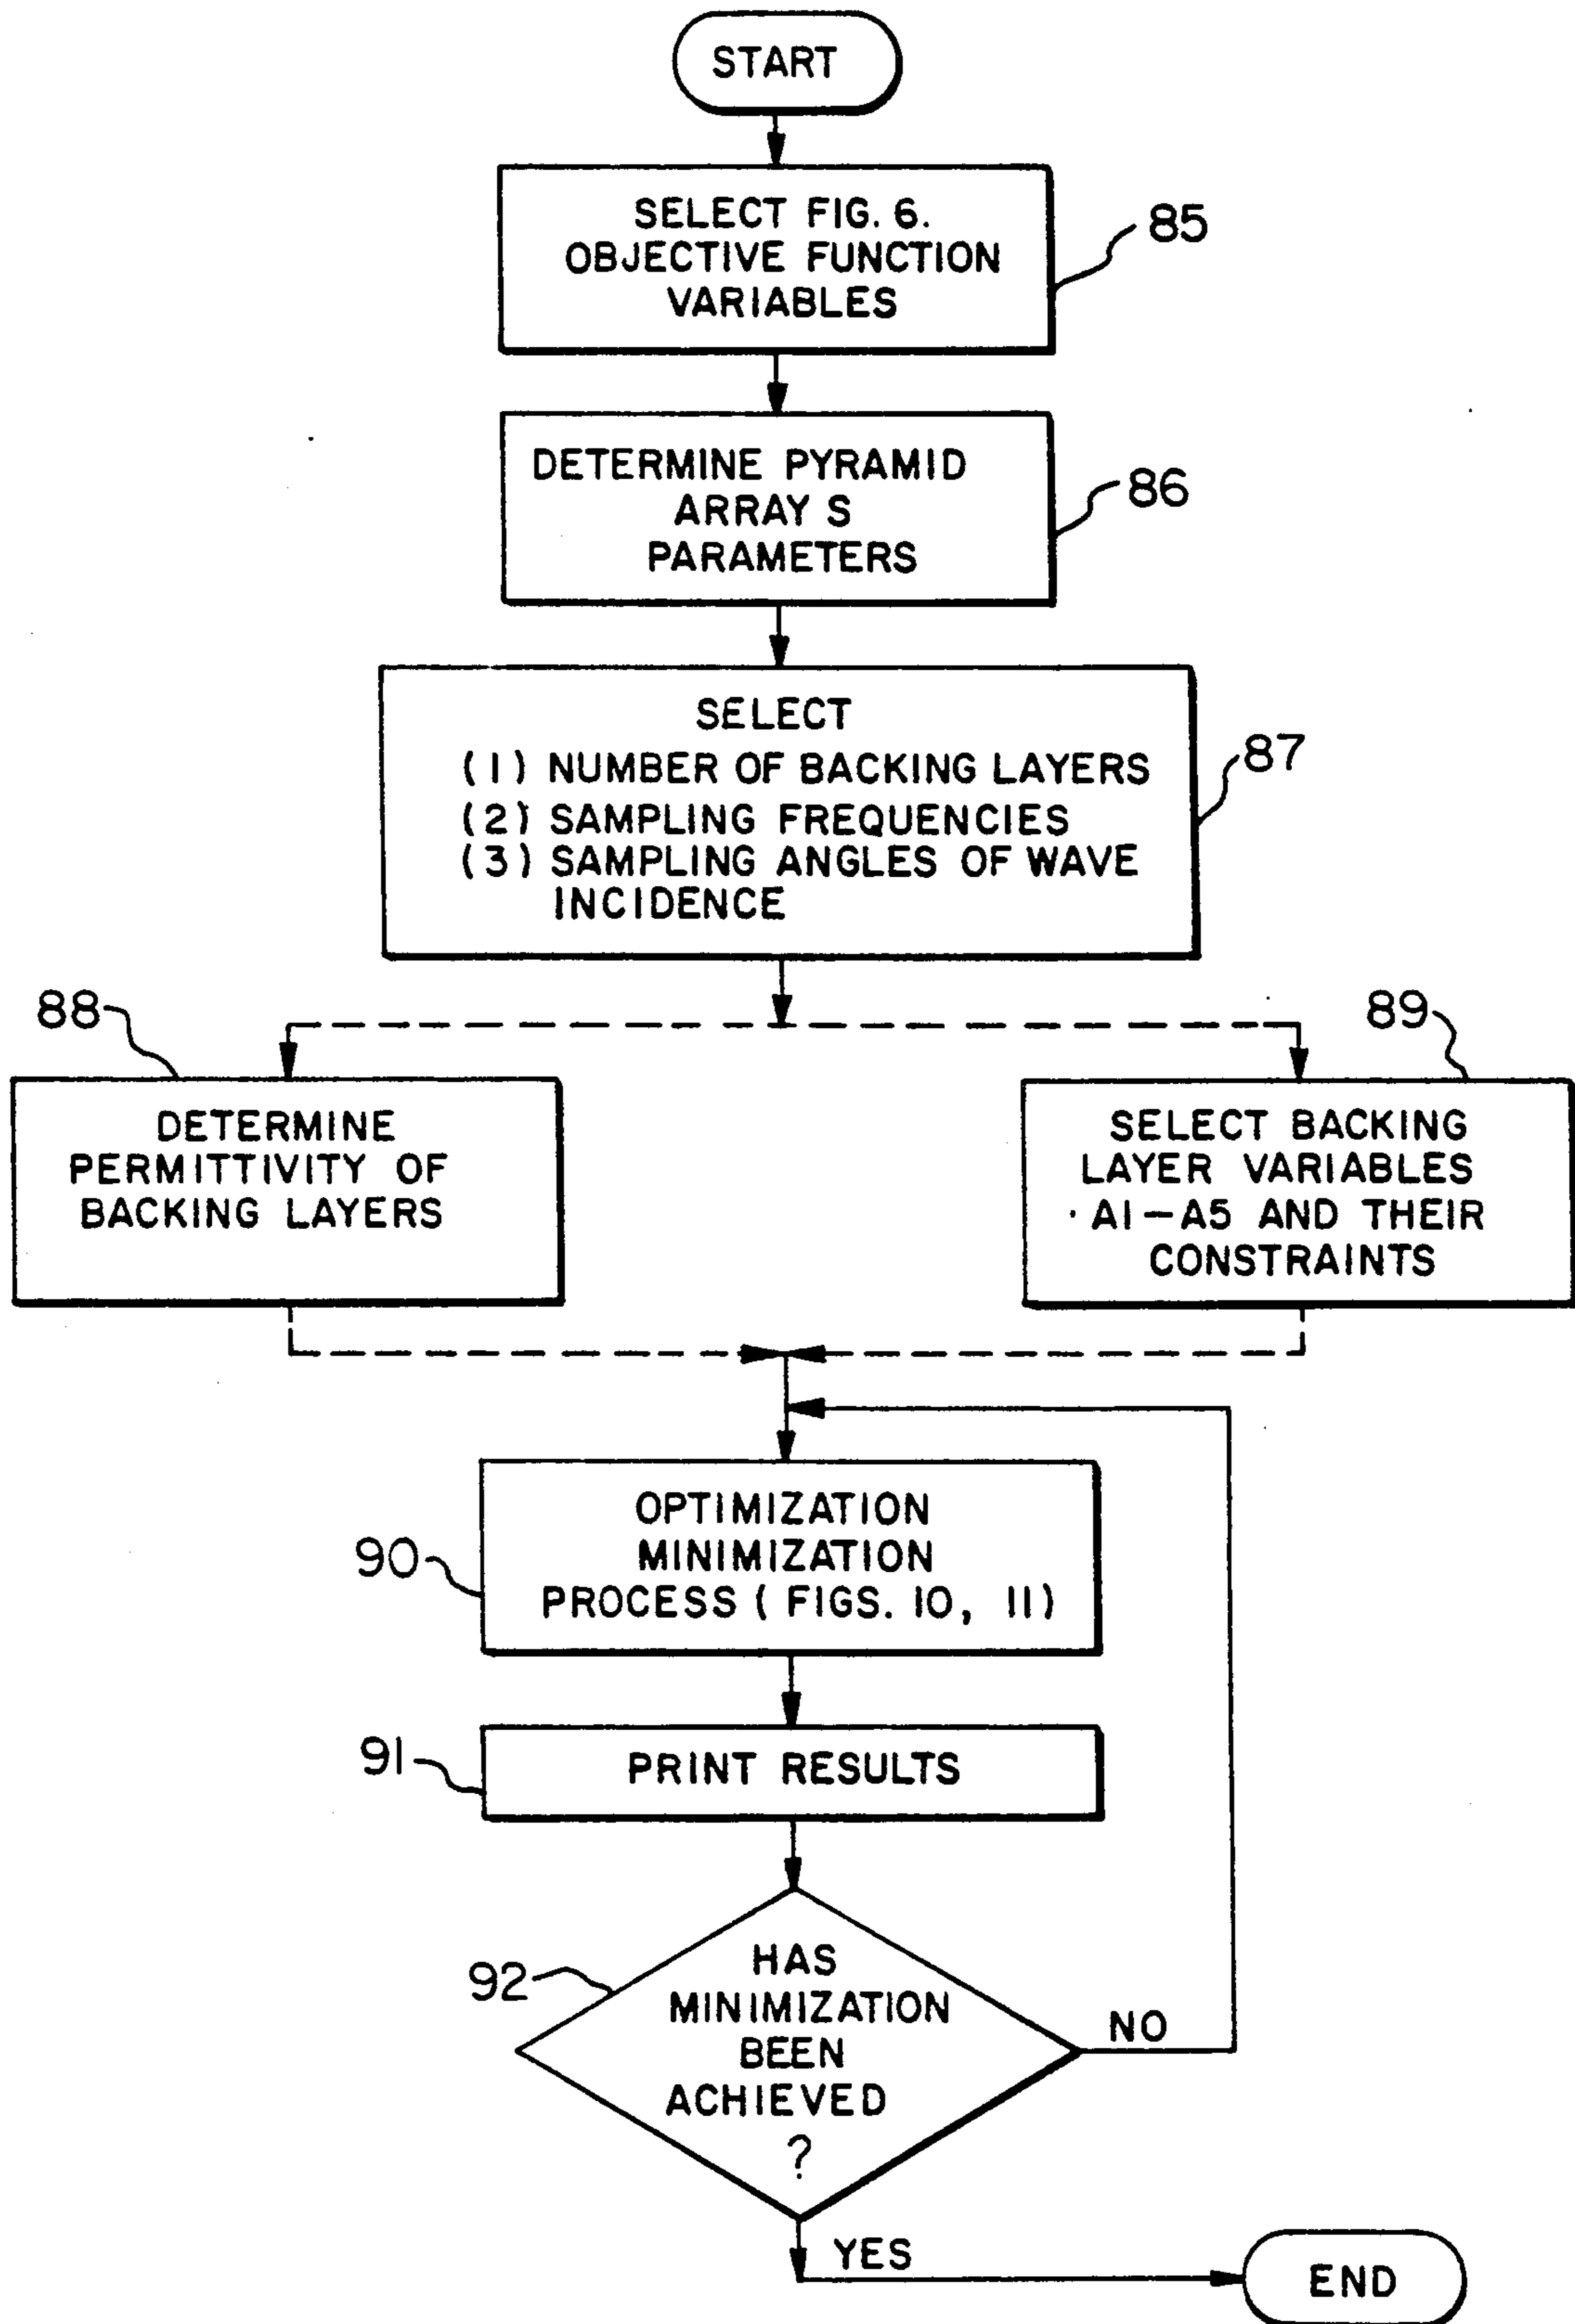 START
SELECT FIG. 6.
OBJECTIVE FUNCTION
VARIABLES
85
DETERMINE PYRAMID
ARRAY S
PARAMETERS
86
SELECT
(1) NUMBER OF BACKING LAYERS
(2) SAMPLING FREQUENCIES
(3) SAMPLING ANGLES OF WAVE
INCIDENCE
87
88
DETERMINE
PERMITTIVITY OF
BACKING LAYERS
89
SELECT BACKING
LAYER VARIABLES
A1-A5 AND THEIR
CONSTRAINTS
90
OPTIMIZATION
MINIMIZATION
PROCESS ( FIGS. 10, 11)
91
PRINT RESULTS
92
HAS
MINIMIZATION
BEEN
ACHIEVED
?
NO
YES
END